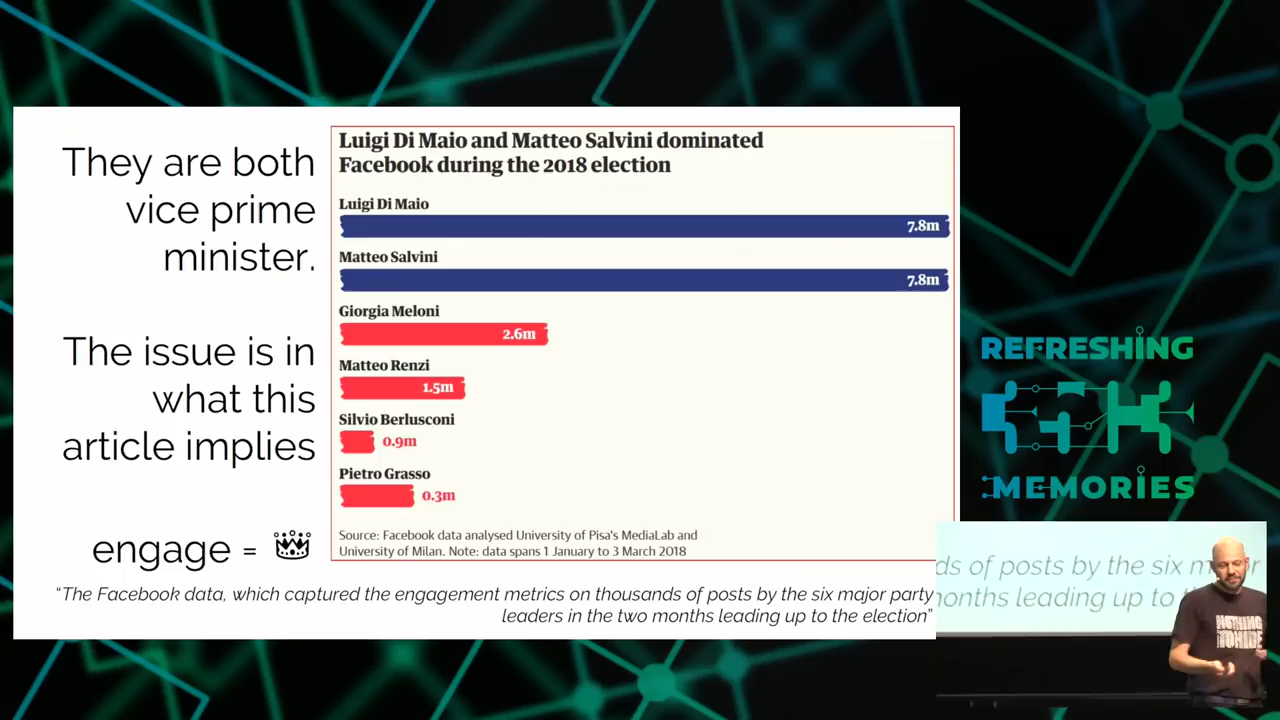 They are both
vice prime
minister.
The issue is in
what this
article implies
engage =
Luigi Di Maio and Matteo Salvini dominated
Facebook during the 2018 election
Luigi Di Maio
7.8m
Matteo Salvini
7.8m
Giorgia Meloni
2.6m
Matteo Renzi
1.5m
Silvio Berlusconi
0.9m
Pietro Grasso
0.3m
Source: Facebook data analysed University of Pisa's MediaLab and
University of Milan. Note: data spans 1 January to 3 March 2018
“The Facebook data, which captured the engagement metrics on thousands of posts by the six major party
leaders in the two months leading up to the election”
REFRESHING
35C3
MEMORIES
ds of posts by the six
onths leading up to
NOTHING
TO HIDE